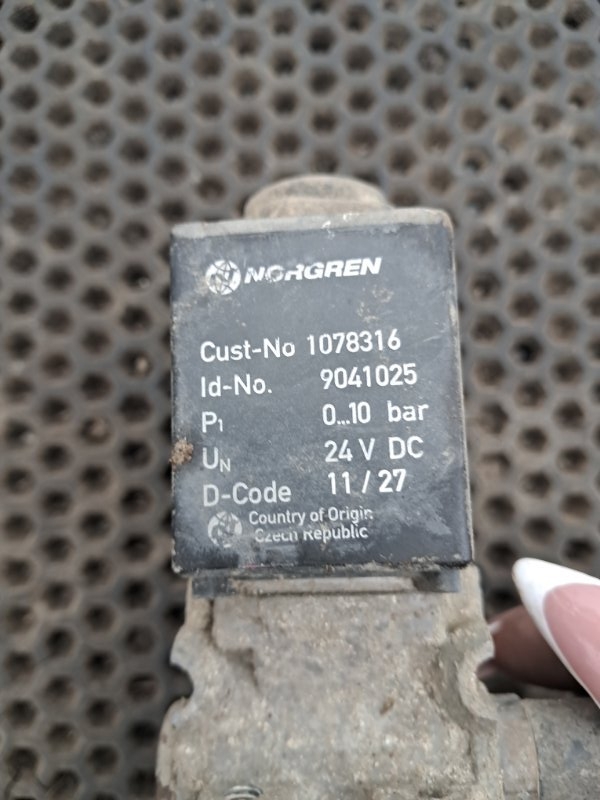 NORGREN
Cust-No 1078316
Id-No. 9041025
P1 0...10 bar
UN 24 V DC
D-Code 11 / 27
Country of Origin
Czech Republic